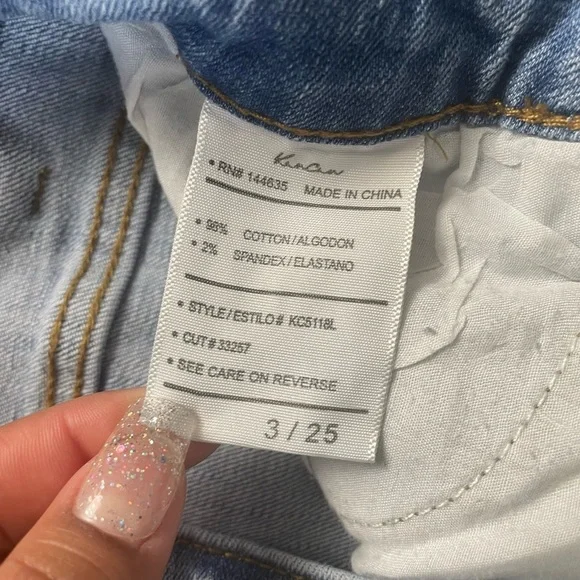 KanCan
• RN# 144635 MADE IN CHINA
• 98% COTTON/ALGODON
• 2% SPANDEX/ELASTANO
• STYLE/ESTILO# KC5118L
• CUT# 33257
• SEE CARE ON REVERSE
3 / 25